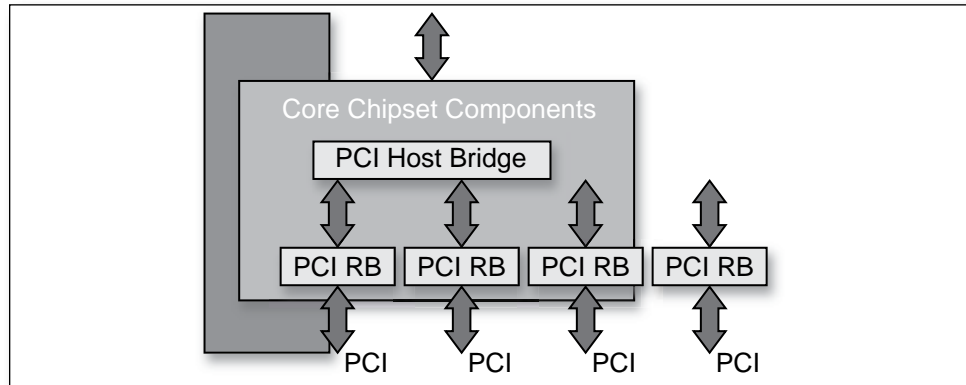 Core Chipset Components
PCI Host Bridge
PCI RB PCI RB PCI RB PCI RB
PCI PCI PCI PCI